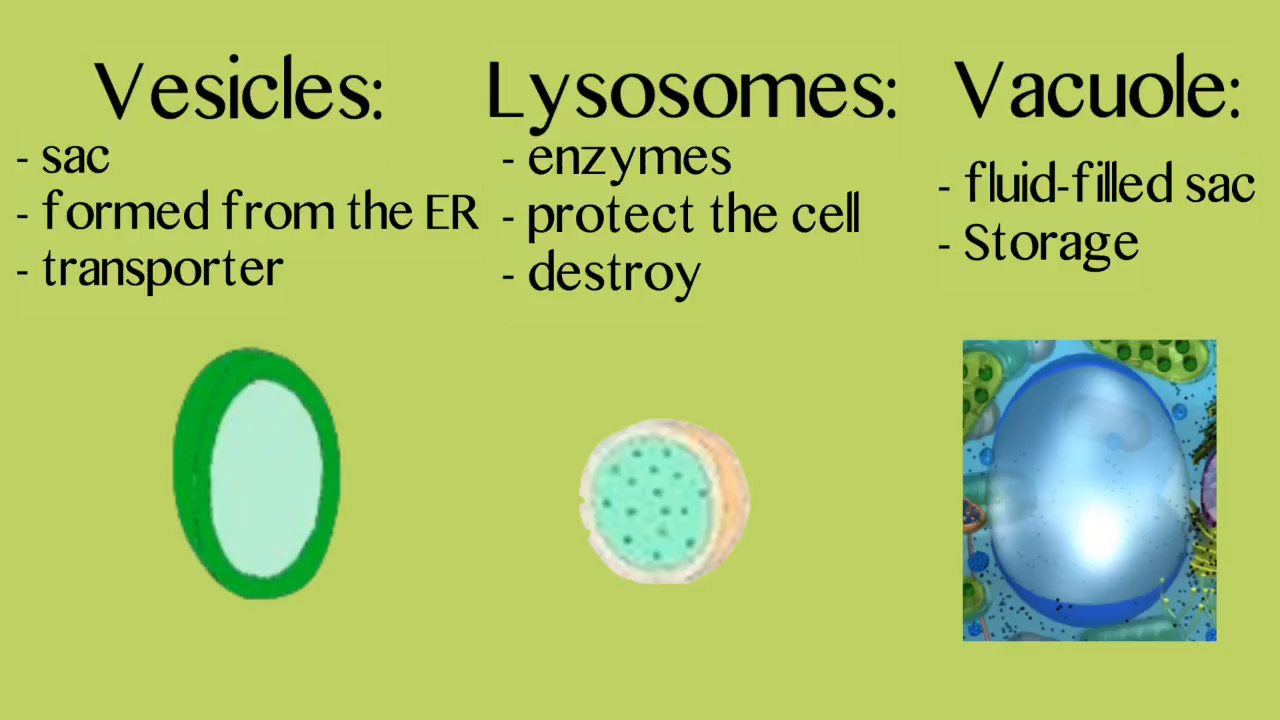 Vesicles:
- sac
- formed from the ER
- transporter
Lysosomes:
- enzymes
- protect the cell
- destroy
Vacuole:
- fluid-filled sac
- Storage